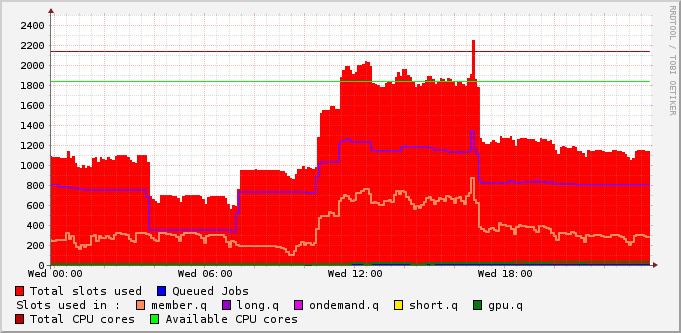 RRDTOOL / TOBI OETIKER
2400
2200
2000
1800
1600
1400
1200
1000
800
600
400
200
0
Wed 00:00 Wed 06:00 Wed 12:00 Wed 18:00
Total slots used Queued Jobs
Slots used in : member.q long.q ondemand.q short.q gpu.q
Total CPU cores Available CPU cores